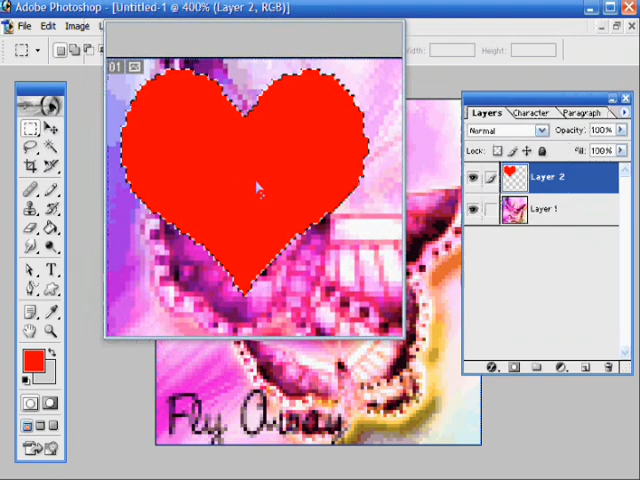 Adobe Photoshop - [Untitled-1 @ 400% (Layer 2, RGB)]
File Edit Image L
Width: Height:
01
Layers Character Paragraph
Normal Opacity: 100%
Lock: Fill: 100%
Layer 2
Layer 1
T
Fly Away